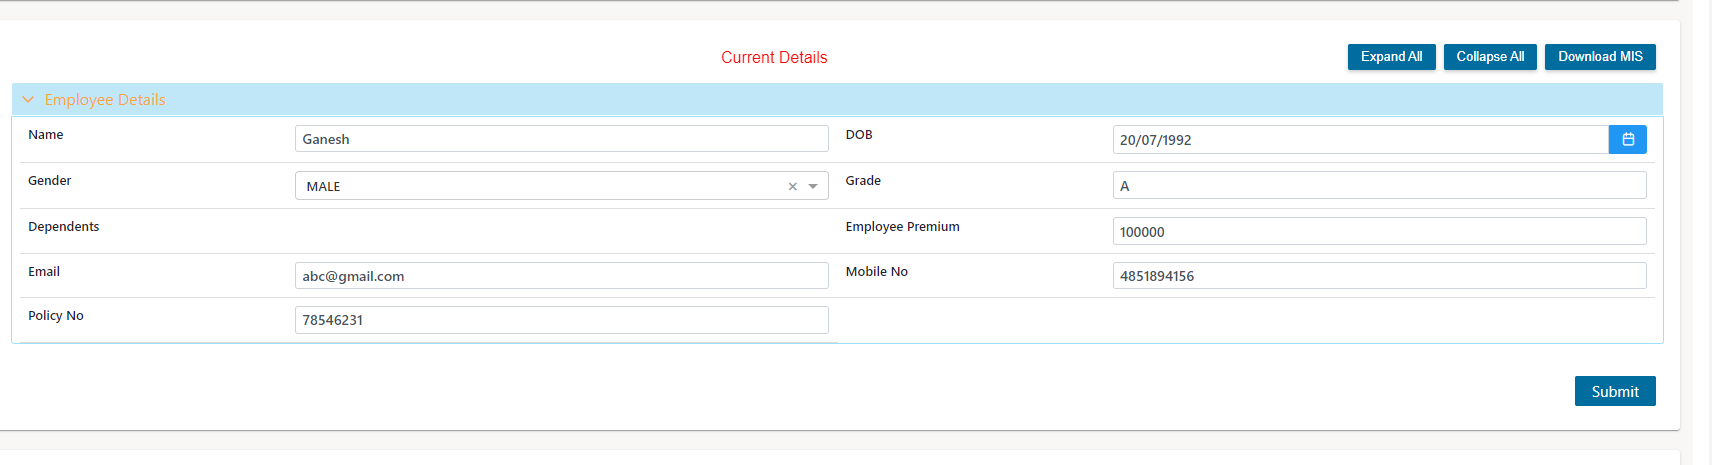 Current Details
Expand All Collapse All Download MIS
Employee Details
Name Ganesh DOB 20/07/1992
Gender MALE Grade A
Dependents Employee Premium 100000
Email abc@gmail.com Mobile No 4851894156
Policy No 78546231
Submit